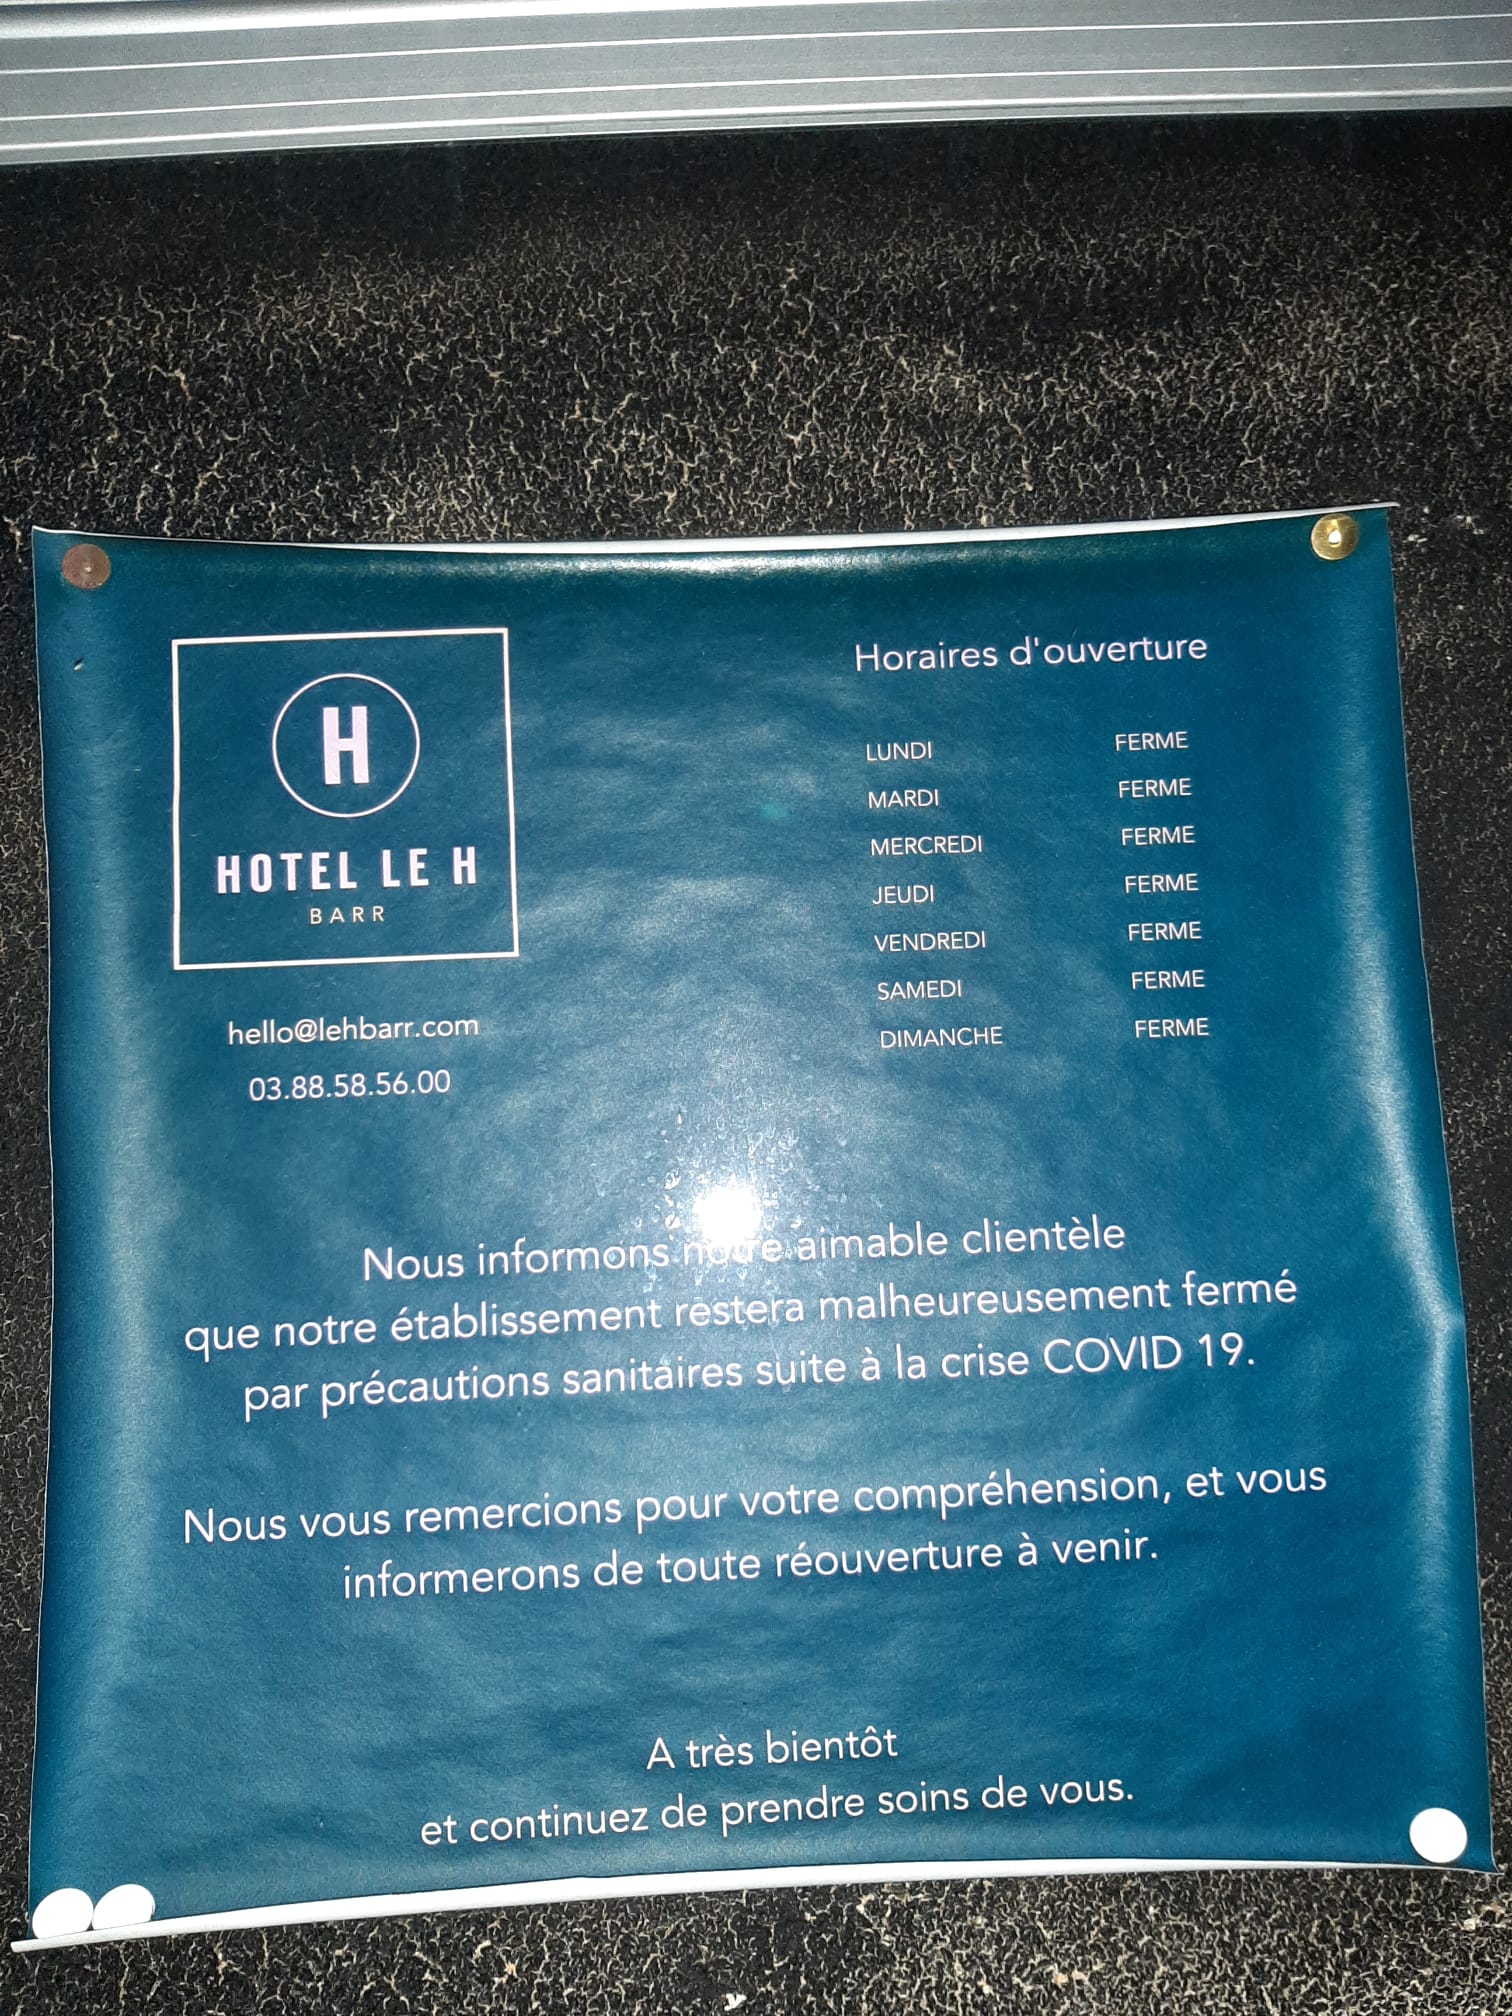 H
HOTEL LE H
BARR
hello@lehbarr.com
03.88.58.56.00
Horaires d'ouverture
LUNDI FERME
MARDI FERME
MERCREDI FERME
JEUDI FERME
VENDREDI FERME
SAMEDI FERME
DIMANCHE FERME
Nous informons notre aimable clientèle
que notre établissement restera malheureusement fermé
par précautions sanitaires suite à la crise COVID 19.
Nous vous remercions pour votre compréhension, et vous
informerons de toute réouverture à venir.
A très bientôt
et continuez de prendre soins de vous.